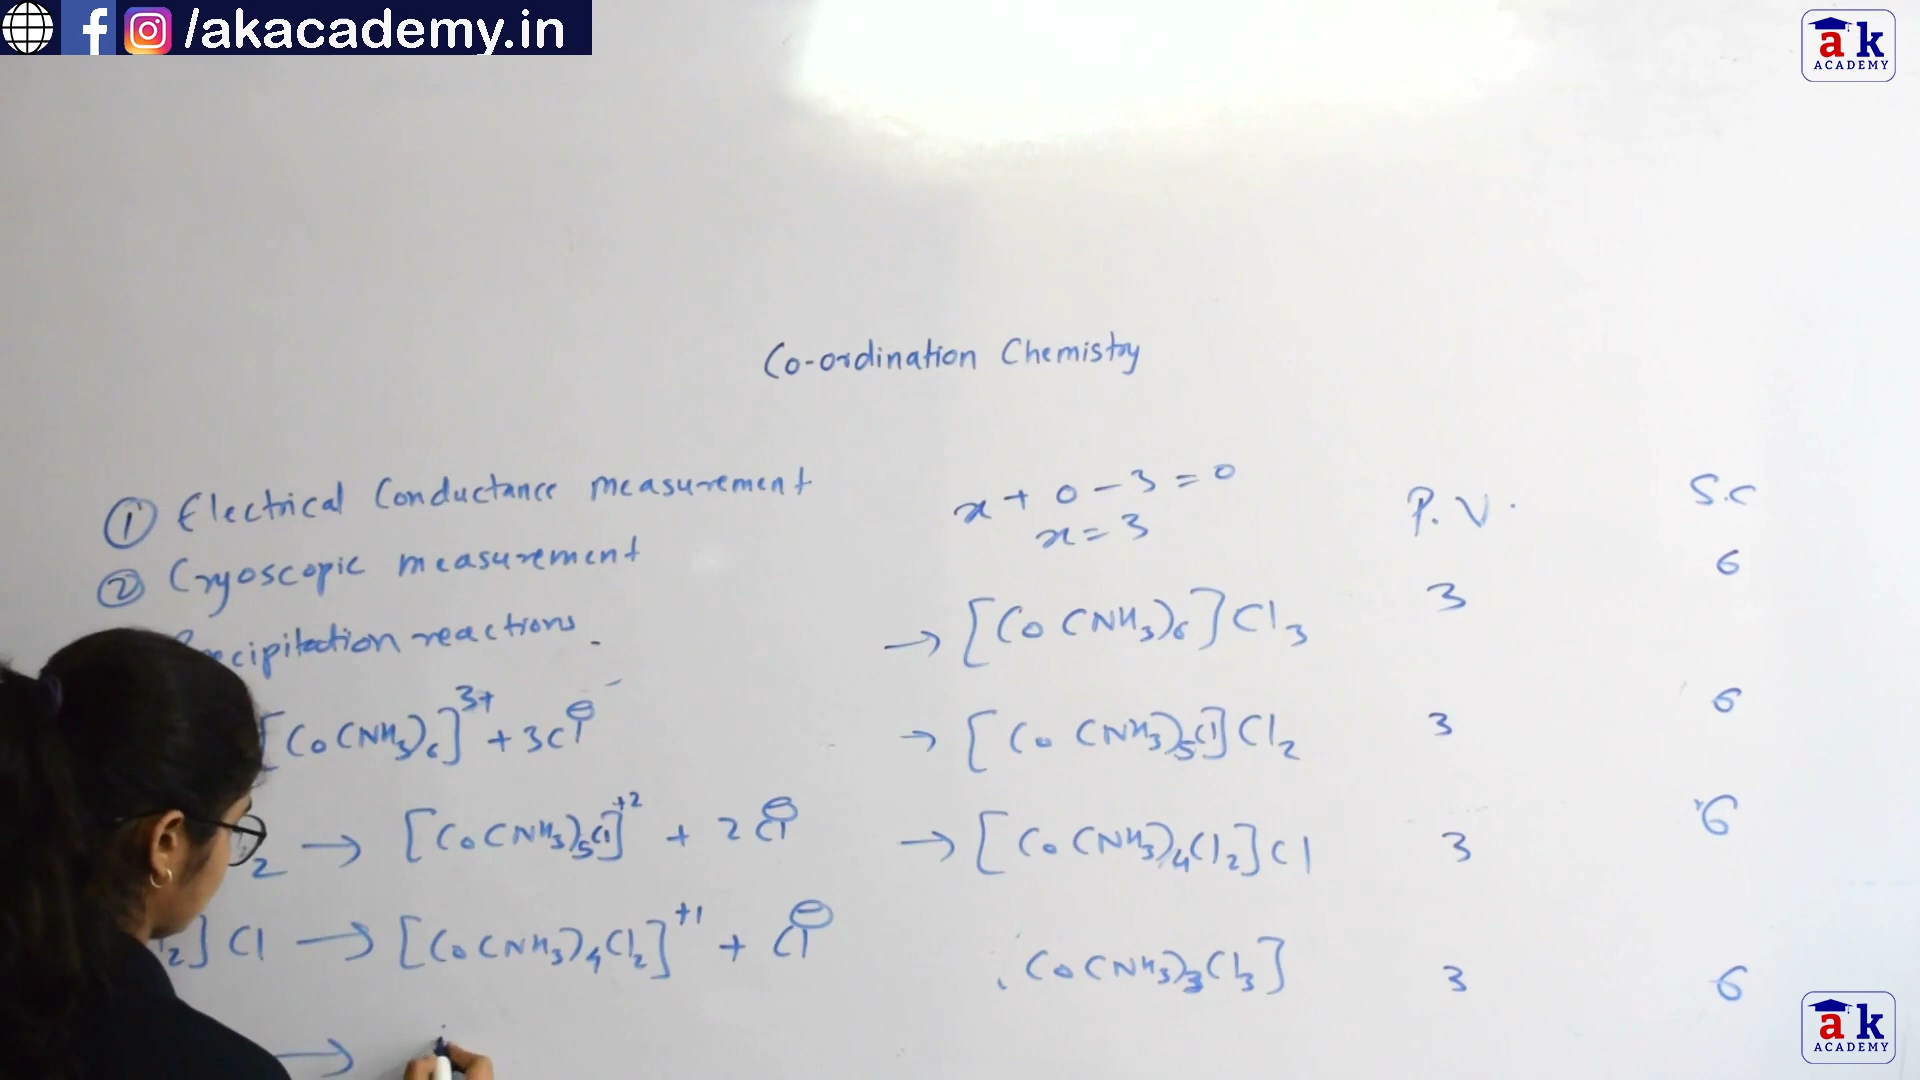 /akacademy.in
ak
ACADEMY
Co-ordination Chemistry
① Electrical Conductance measurement
② Cryoscopic measurement
recipitation reactions.
[Co(NH₃)₆]³⁺ + 3Cl⊖
₂ → [Co(NH₃)₅Cl]⁺² + 2Cl⊖
₂] Cl → [Co(NH₃)₄Cl₂]⁺¹ + Cl⊖
→
x + 0 - 3 = 0
x = 3
P.V. S.C
→ [Co(NH₃)₆]Cl₃ 3 6
→ [Co(NH₃)₅Cl]Cl₂ 3 6
→ [Co(NH₃)₄Cl₂]Cl 3 6
Co(NH₃)₃Cl₃] 3 6
ak
ACADEMY